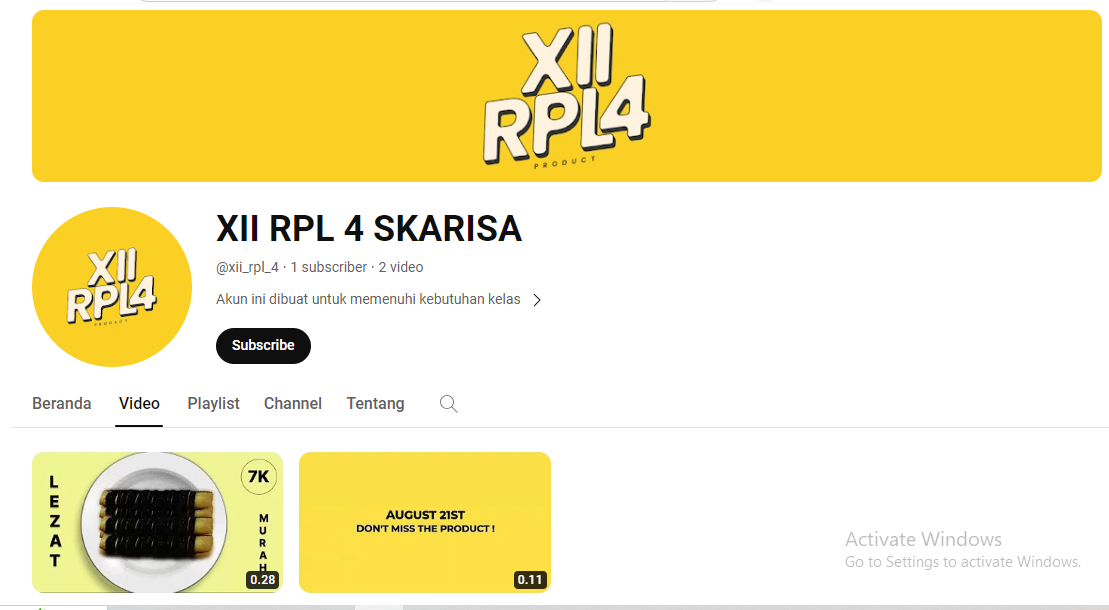 XII
RPL4
PRODUCT
XII
RPL4
PRODUCT
XII RPL 4 SKARISA
@xii_rpl_4 · 1 subscriber · 2 video
Akun ini dibuat untuk memenuhi kebutuhan kelas
Subscribe
Beranda Video Playlist Channel Tentang
LEZAT
7K
MURAH
0.28
AUGUST 21ST
DON'T MISS THE PRODUCT !
0.11
Activate Windows
Go to Settings to activate Windows.